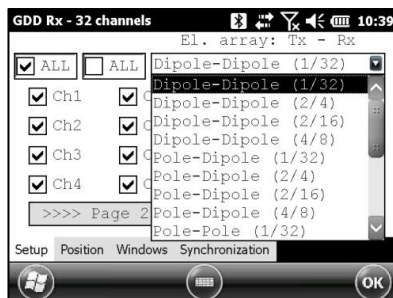 GDD Rx - 32 channels 10:39
El. array: Tx - Rx
ALL ALL Dipole-Dipole (1/32)
Ch1 Dipole-Dipole (1/32)
Dipole-Dipole (2/4)
Ch2 Dipole-Dipole (2/16)
Dipole-Dipole (4/8)
Ch3 Pole-Dipole (1/32)
Pole-Dipole (2/4)
Ch4 Pole-Dipole (2/16)
Pole-Dipole (4/8)
>>>> Page 2 Pole-Pole (1/32)
Setup Position Windows Synchronization
OK